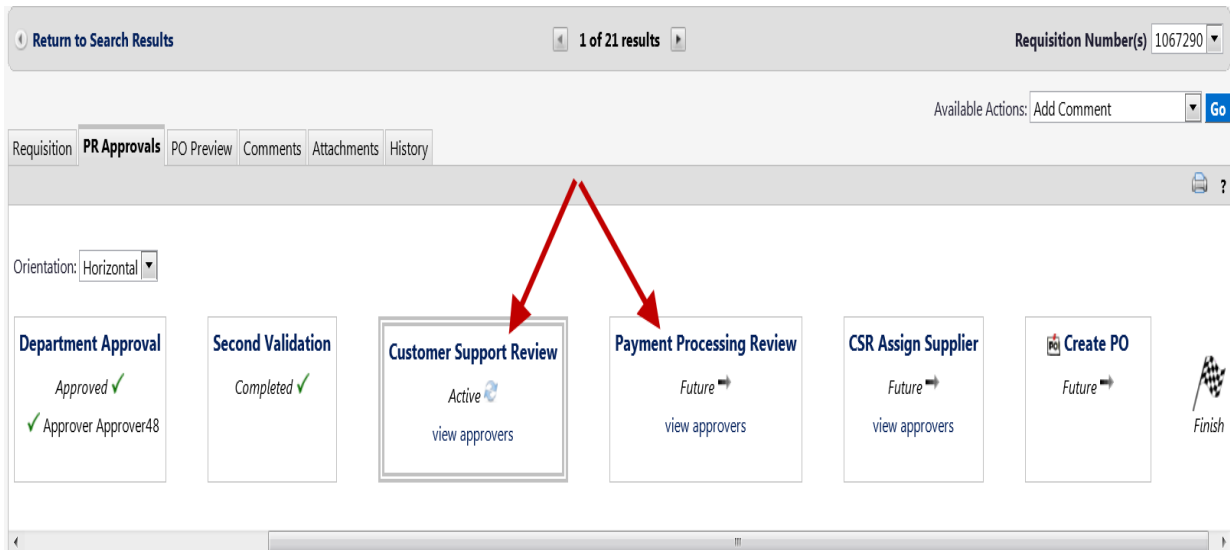 Return to Search Results
1 of 21 results
Requisition Number(s) 1067290
Available Actions: Add Comment Go
Requisition PR Approvals PO Preview Comments Attachments History
?
Orientation: Horizontal
Department Approval
Approved
Approver Approver48
Second Validation
Completed
Customer Support Review
Active
view approvers
Payment Processing Review
Future
view approvers
CSR Assign Supplier
Future
view approvers
PO Create PO
Future
Finish